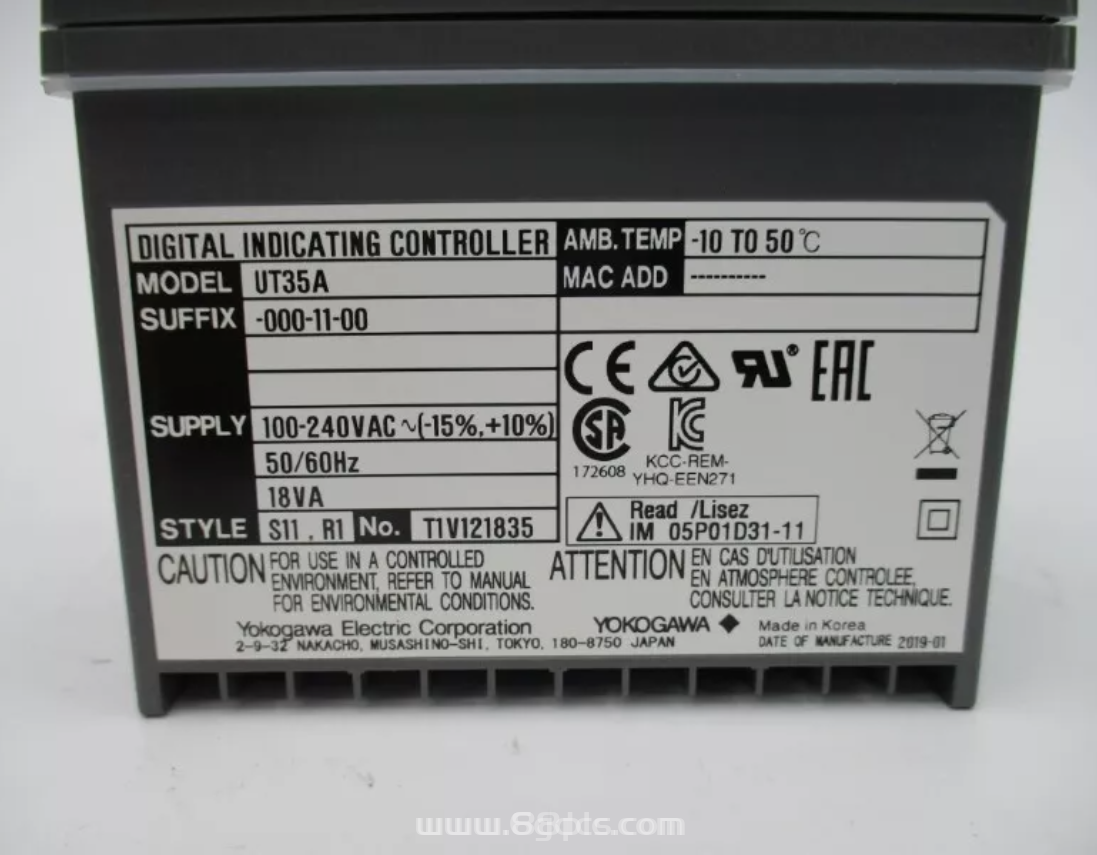 DIGITAL INDICATING CONTROLLER
AMB.TEMP -10 TO 50℃
MODEL UT35A
MAC ADD ----------
SUFFIX -000-11-00
SUPPLY 100-240VAC ~(-15%,+10%)
50/60Hz
18VA
STYLE S11 , R1 No. T1V121835
CE
RU®
EAC
SA
172608
KC
KCC-REM-
YHQ-EEN271
Read /Lisez
IM 05P01D31-11
CAUTION FOR USE IN A CONTROLLED
ENVIRONMENT, REFER TO MANUAL
FOR ENVIRONMENTAL CONDITIONS.
ATTENTION EN CAS D'UTILISATION
EN ATMOSPHERE CONTROLEE,
CONSULTER LA NOTICE TECHNIQUE.
Yokogawa Electric Corporation
2-9-32 NAKACHO, MUSASHINO-SHI, TOKYO, 180-8750 JAPAN
YOKOGAWA ◆ Made in Korea
DATE OF MANUFACTURE 2019-01